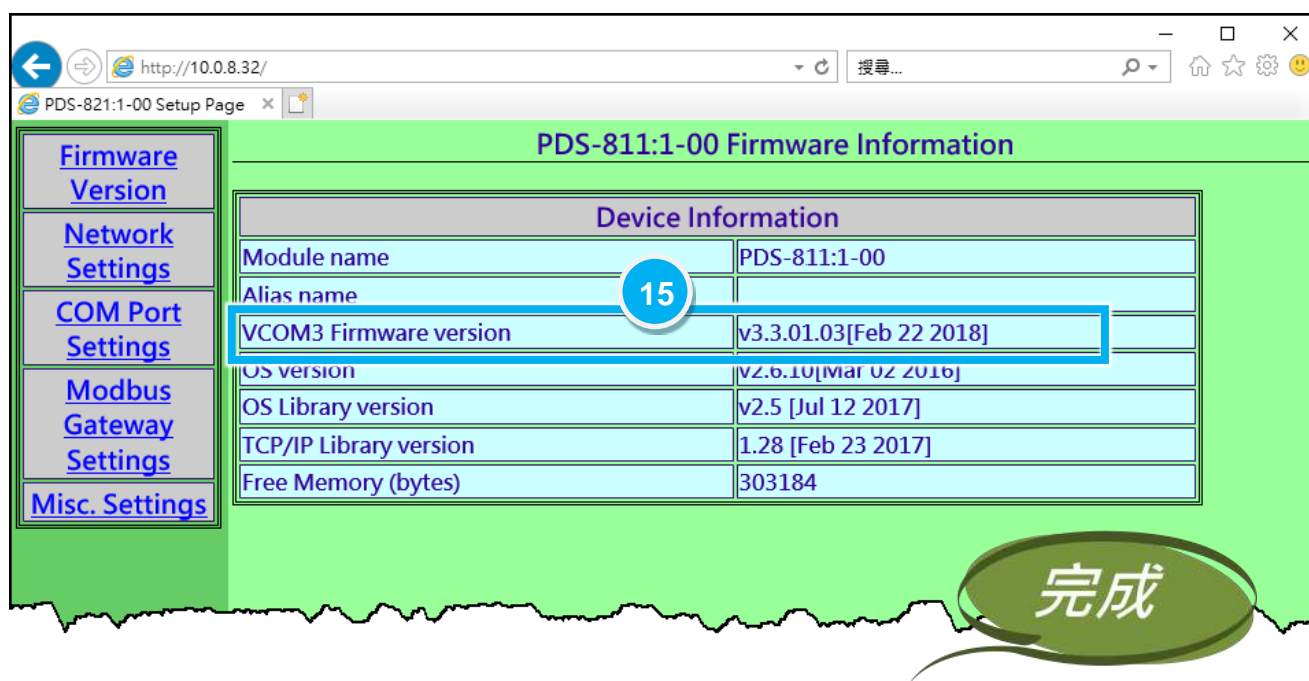 http://10.0.8.32/
搜尋...
PDS-821:1-00 Setup Page
Firmware
Version
Network
Settings
COM Port
Settings
Modbus
Gateway
Settings
Misc. Settings
PDS-811:1-00 Firmware Information
Device Information
Module name PDS-811:1-00
Alias name
15
VCOM3 Firmware version v3.3.01.03[Feb 22 2018]
OS version v2.6.10[Mar 02 2016]
OS Library version v2.5 [Jul 12 2017]
TCP/IP Library version 1.28 [Feb 23 2017]
Free Memory (bytes) 303184
完成